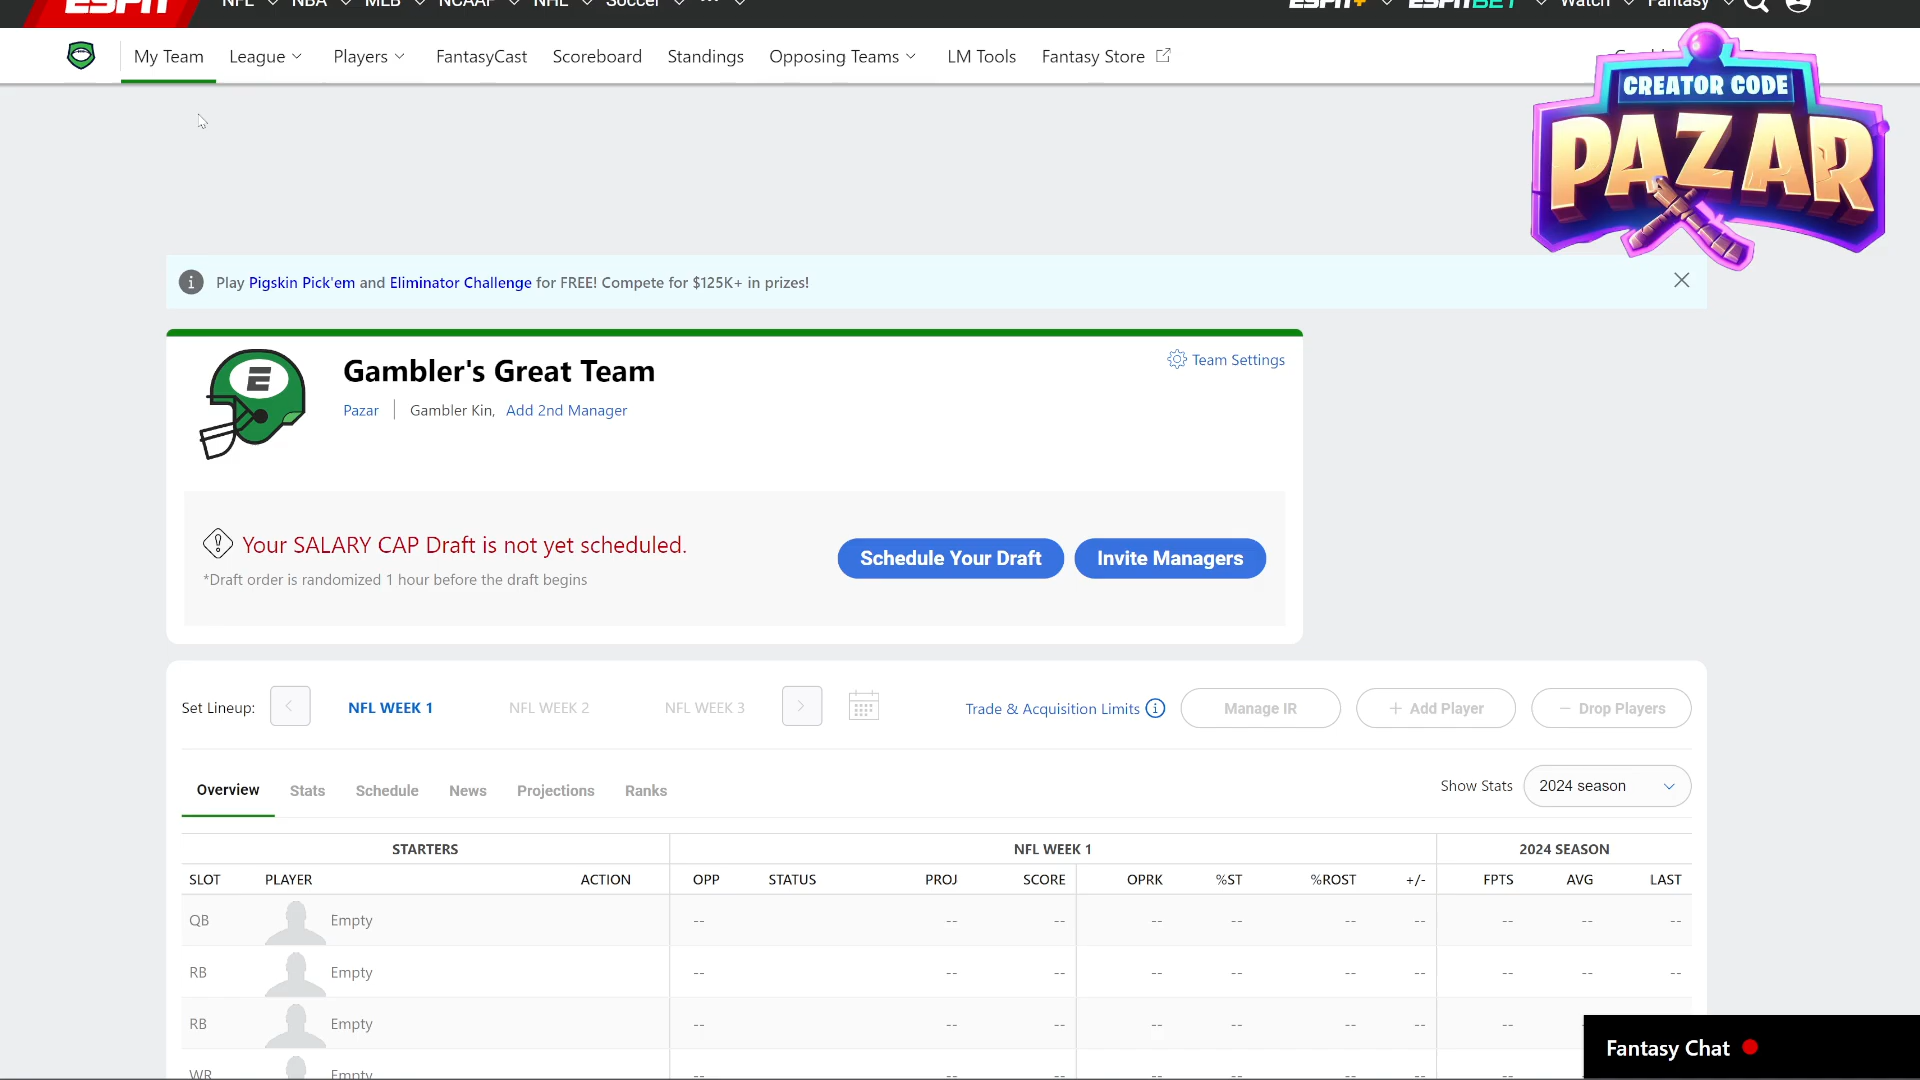 ESPN NFL NBA MLB NCAAF NHL Soccer ... ESPN+ ESPN BET Watch Fantasy
My Team League Players FantasyCast Scoreboard Standings Opposing Teams LM Tools Fantasy Store
CREATOR CODE
PAZAR
Play Pigskin Pick'em and Eliminator Challenge for FREE! Compete for $125K+ in prizes!
Gambler's Great Team
Team Settings
Pazar Gambler Kin, Add 2nd Manager
Your SALARY CAP Draft is not yet scheduled.
*Draft order is randomized 1 hour before the draft begins
Schedule Your Draft Invite Managers
Set Lineup: NFL WEEK 1 NFL WEEK 2 NFL WEEK 3 Trade & Acquisition Limits Manage IR + Add Player – Drop Players
Overview Stats Schedule News Projections Ranks
Show Stats 2024 season
STARTERS NFL WEEK 1 2024 SEASON
SLOT PLAYER ACTION OPP STATUS PROJ SCORE OPRK %ST %ROST +/- FPTS AVG LAST
QB Empty -- -- -- -- -- -- -- -- -- --
RB Empty -- -- -- -- -- -- -- -- -- --
RB Empty -- -- -- -- -- -- -- --
WR Empty -- -- -- -- -- -- -- --
Fantasy Chat